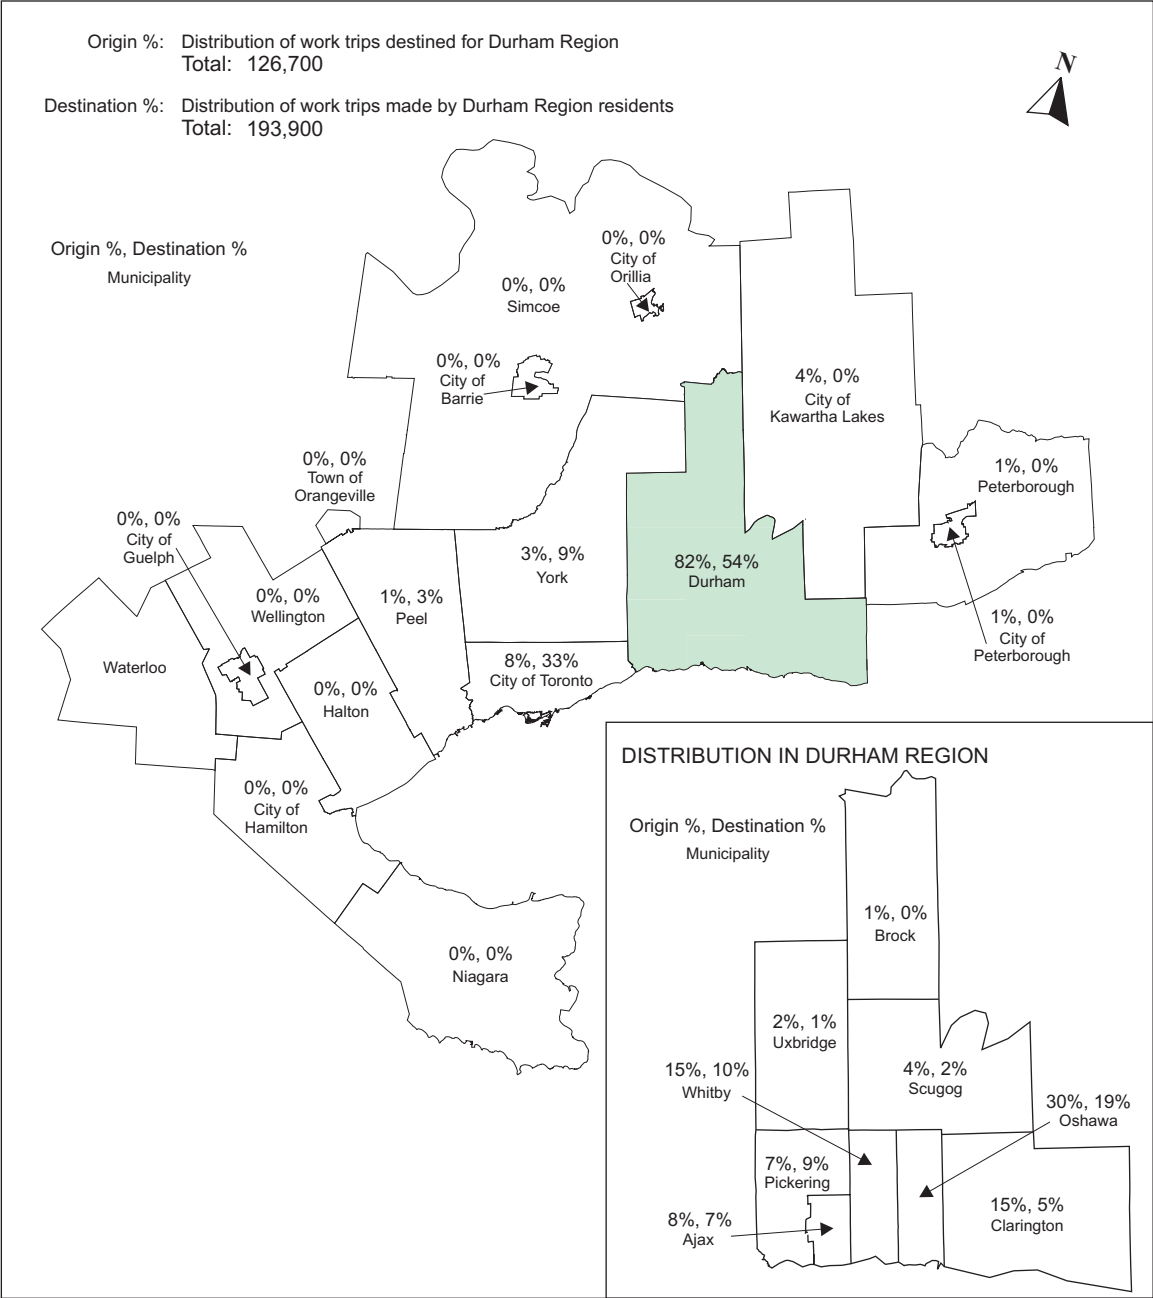 Origin %: Distribution of work trips destined for Durham Region
Total: 126,700
Destination %: Distribution of work trips made by Durham Region residents
Total: 193,900
N
Origin %, Destination %
Municipality
0%, 0%
City of
Orillia
0%, 0%
Simcoe
0%, 0%
City of
Barrie
4%, 0%
City of
Kawartha Lakes
0%, 0%
Town of
Orangeville
1%, 0%
Peterborough
0%, 0%
City of
Guelph
3%, 9%
York
82%, 54%
Durham
0%, 0%
Wellington
1%, 3%
Peel
1%, 0%
City of
Peterborough
Waterloo
8%, 33%
City of Toronto
0%, 0%
Halton
0%, 0%
City of
Hamilton
0%, 0%
Niagara
DISTRIBUTION IN DURHAM REGION
Origin %, Destination %
Municipality
1%, 0%
Brock
2%, 1%
Uxbridge
15%, 10%
Whitby
4%, 2%
Scugog
30%, 19%
Oshawa
7%, 9%
Pickering
8%, 7%
Ajax
15%, 5%
Clarington